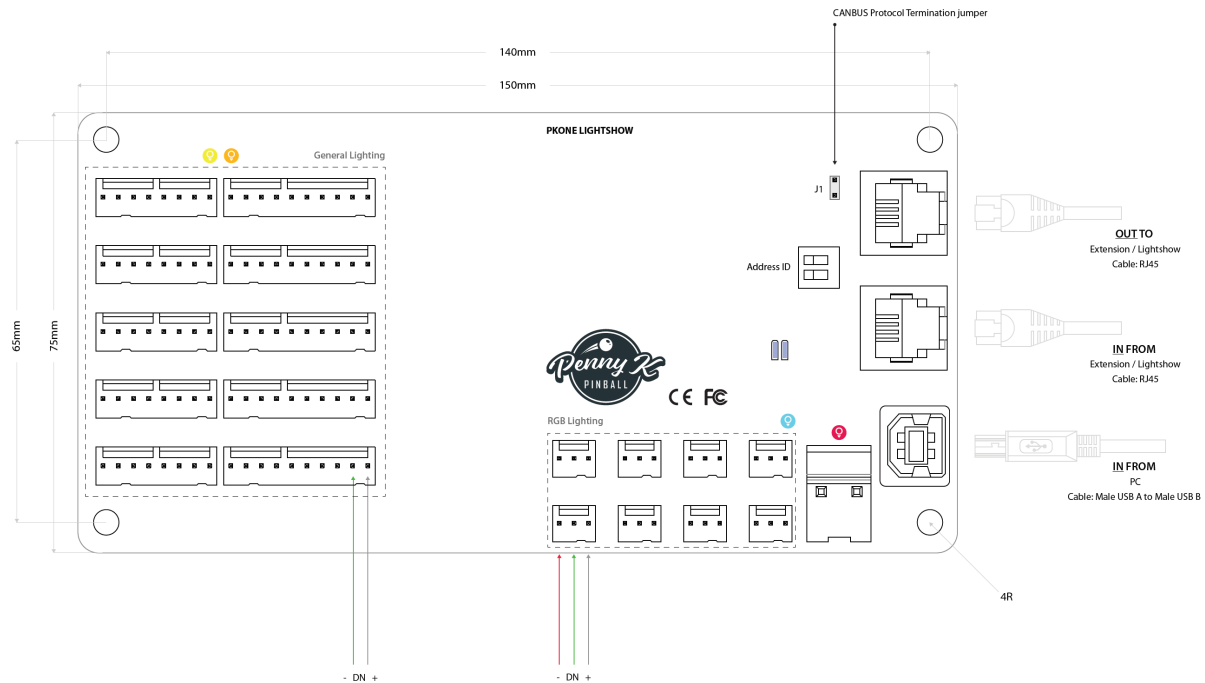 CANBUS Protocol Termination jumper
140mm
150mm
PKONE LIGHTSHOW
General Lighting
J1
OUT TO
Extension / Lightshow
Cable: RJ45
Address ID
65mm
75mm
IN FROM
Extension / Lightshow
Cable: RJ45
Penny K
PINBALL
CE FC
RGB Lighting
IN FROM
PC
Cable: Male USB A to Male USB B
4R
- DN +
- DN +